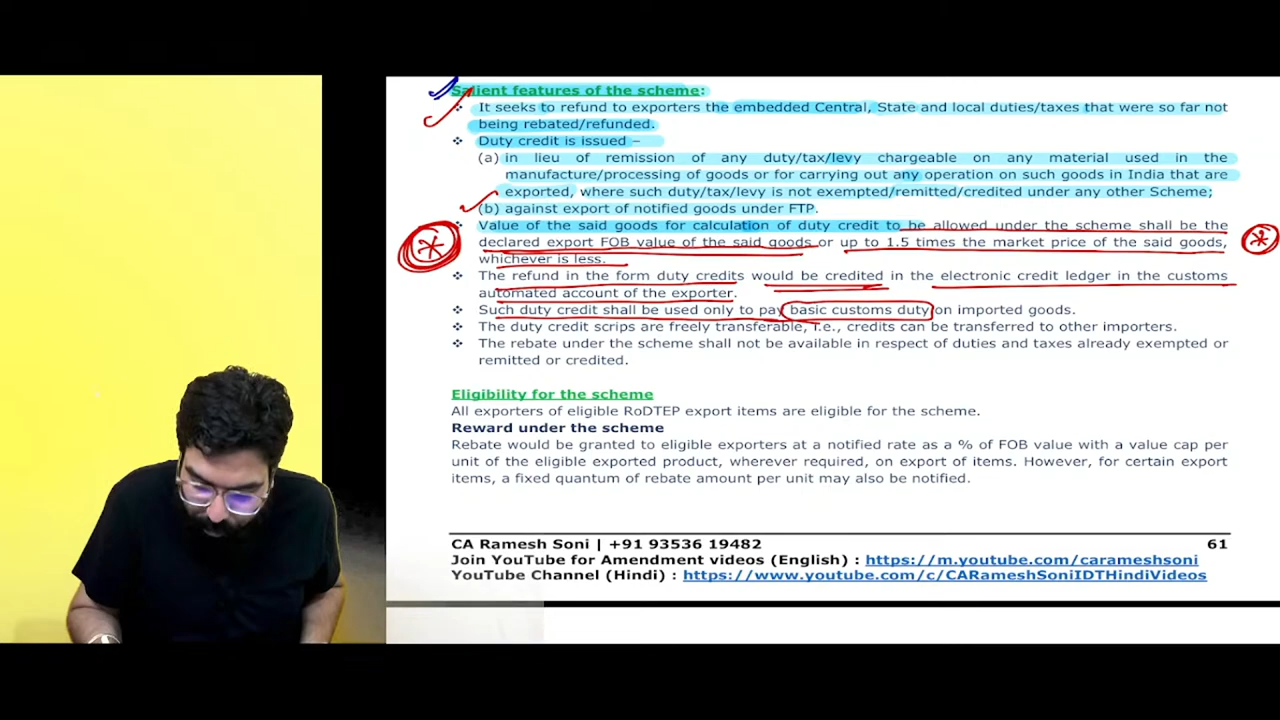 Salient features of the scheme:
❖ It seeks to refund to exporters the embedded Central, State and local duties/taxes that were so far not
being rebated/refunded.
❖ Duty credit is issued –
(a) in lieu of remission of any duty/tax/levy chargeable on any material used in the
manufacture/processing of goods or for carrying out any operation on such goods in India that are
exported, where such duty/tax/levy is not exempted/remitted/credited under any other Scheme;
(b) against export of notified goods under FTP.
❖ Value of the said goods for calculation of duty credit to be allowed under the scheme shall be the
declared export FOB value of the said goods or up to 1.5 times the market price of the said goods,
whichever is less.
❖ The refund in the form duty credits would be credited in the electronic credit ledger in the customs
automated account of the exporter.
❖ Such duty credit shall be used only to pay basic customs duty on imported goods.
❖ The duty credit scrips are freely transferable, i.e., credits can be transferred to other importers.
❖ The rebate under the scheme shall not be available in respect of duties and taxes already exempted or
remitted or credited.
Eligibility for the scheme
All exporters of eligible RoDTEP export items are eligible for the scheme.
Reward under the scheme
Rebate would be granted to eligible exporters at a notified rate as a % of FOB value with a value cap per
unit of the eligible exported product, wherever required, on export of items. However, for certain export
items, a fixed quantum of rebate amount per unit may also be notified.
CA Ramesh Soni | +91 93536 19482 61
Join YouTube for Amendment videos (English) : https://m.youtube.com/carameshsoni
YouTube Channel (Hindi) : https://www.youtube.com/c/CARameshSoniIDTHindiVideos